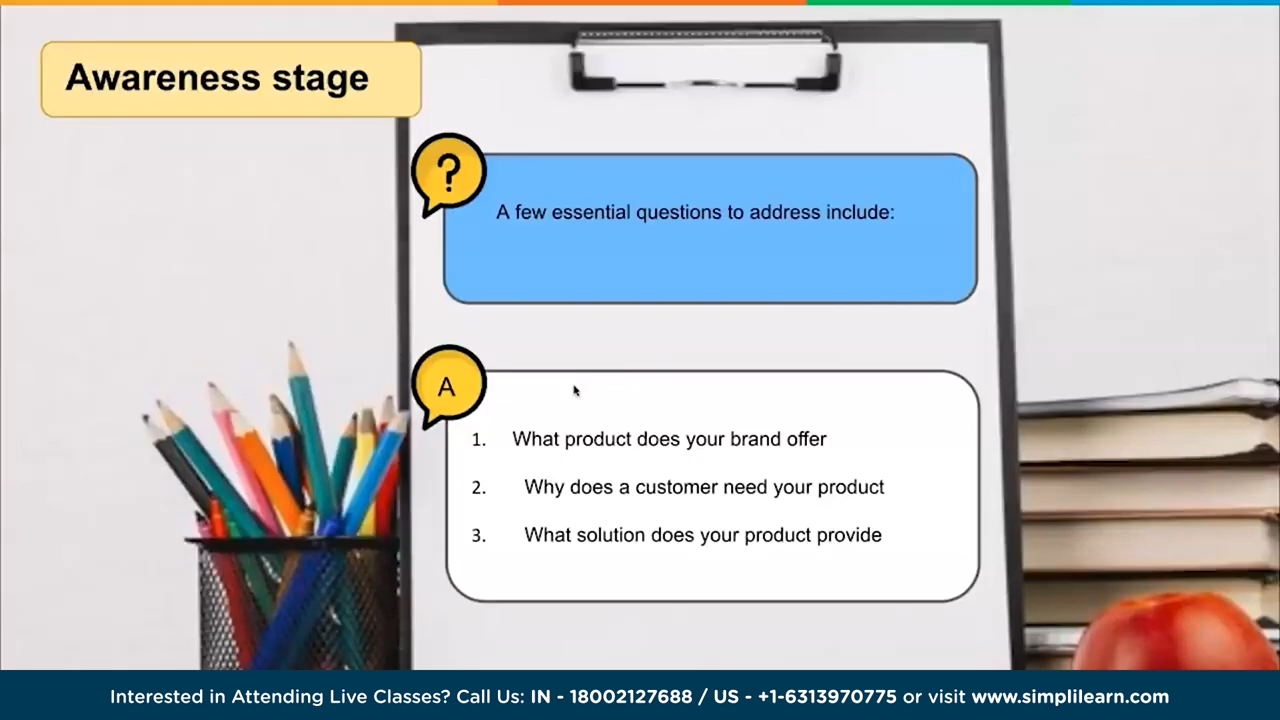 Awareness stage
?
A few essential questions to address include:
A
1. What product does your brand offer
2. Why does a customer need your product
3. What solution does your product provide
Interested in Attending Live Classes? Call Us: IN - 18002127688 / US - +1-6313970775 or visit www.simplilearn.com